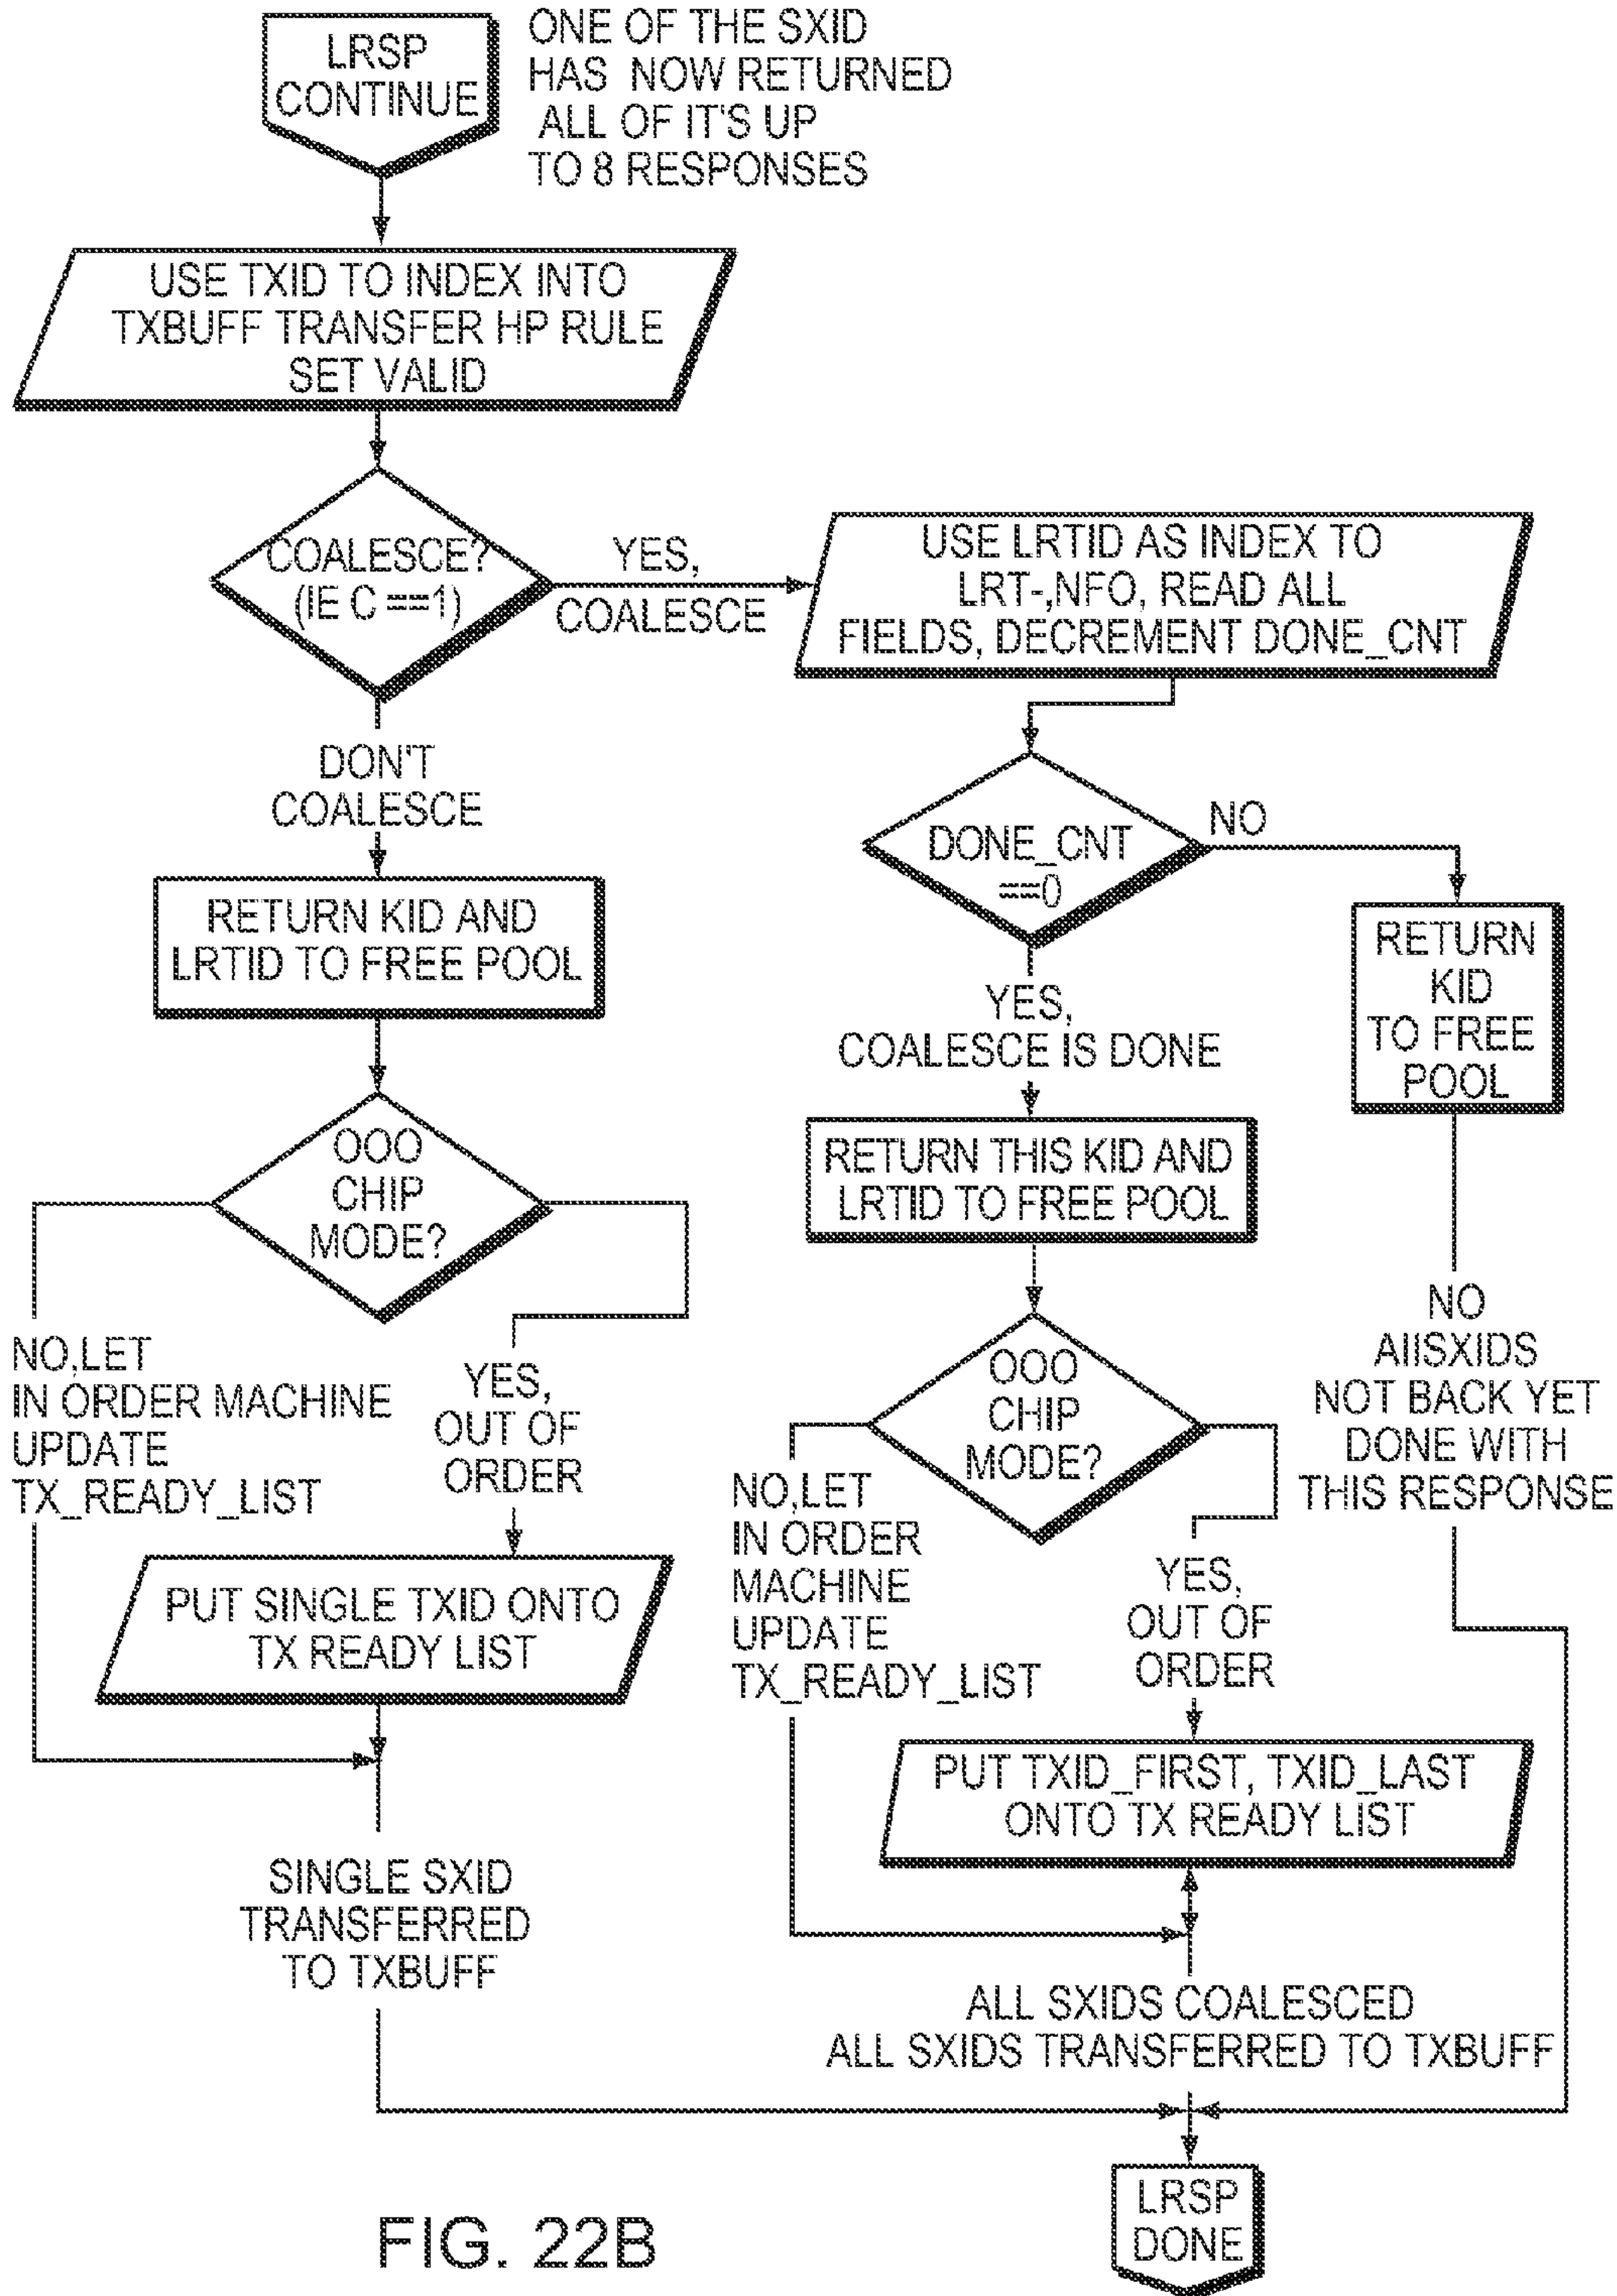 LRSP
CONTINUE
ONE OF THE SXID
HAS NOW RETURNED
ALL OF IT'S UP
TO 8 RESPONSES
USE TXID TO INDEX INTO
TXBUFF TRANSFER HP RULE
SET VALID
COALESCE?
(IE C ==1)
YES,
COALESCE
USE LRTID AS INDEX TO
LRT-,NFO, READ ALL
FIELDS, DECREMENT DONE_CNT
DON'T
COALESCE
DONE_CNT
==0
NO
RETURN KID AND
LRTID TO FREE POOL
RETURN
KID
TO FREE
POOL
YES,
COALESCE IS DONE
OOO
CHIP
MODE?
RETURN THIS KID AND
LRTID TO FREE POOL
NO,LET
IN ORDER MACHINE
UPDATE
TX_READY_LIST
YES,
OUT OF
ORDER
OOO
CHIP
MODE?
NO
AIISXIDS
NOT BACK YET
DONE WITH
THIS RESPONSE
NO,LET
IN ORDER
MACHINE
UPDATE
TX_READY_LIST
YES,
OUT OF
ORDER
PUT SINGLE TXID ONTO
TX READY LIST
PUT TXID_FIRST, TXID_LAST
ONTO TX READY LIST
SINGLE SXID
TRANSFERRED
TO TXBUFF
ALL SXIDS COALESCED
ALL SXIDS TRANSFERRED TO TXBUFF
LRSP
DONE
FIG. 22B